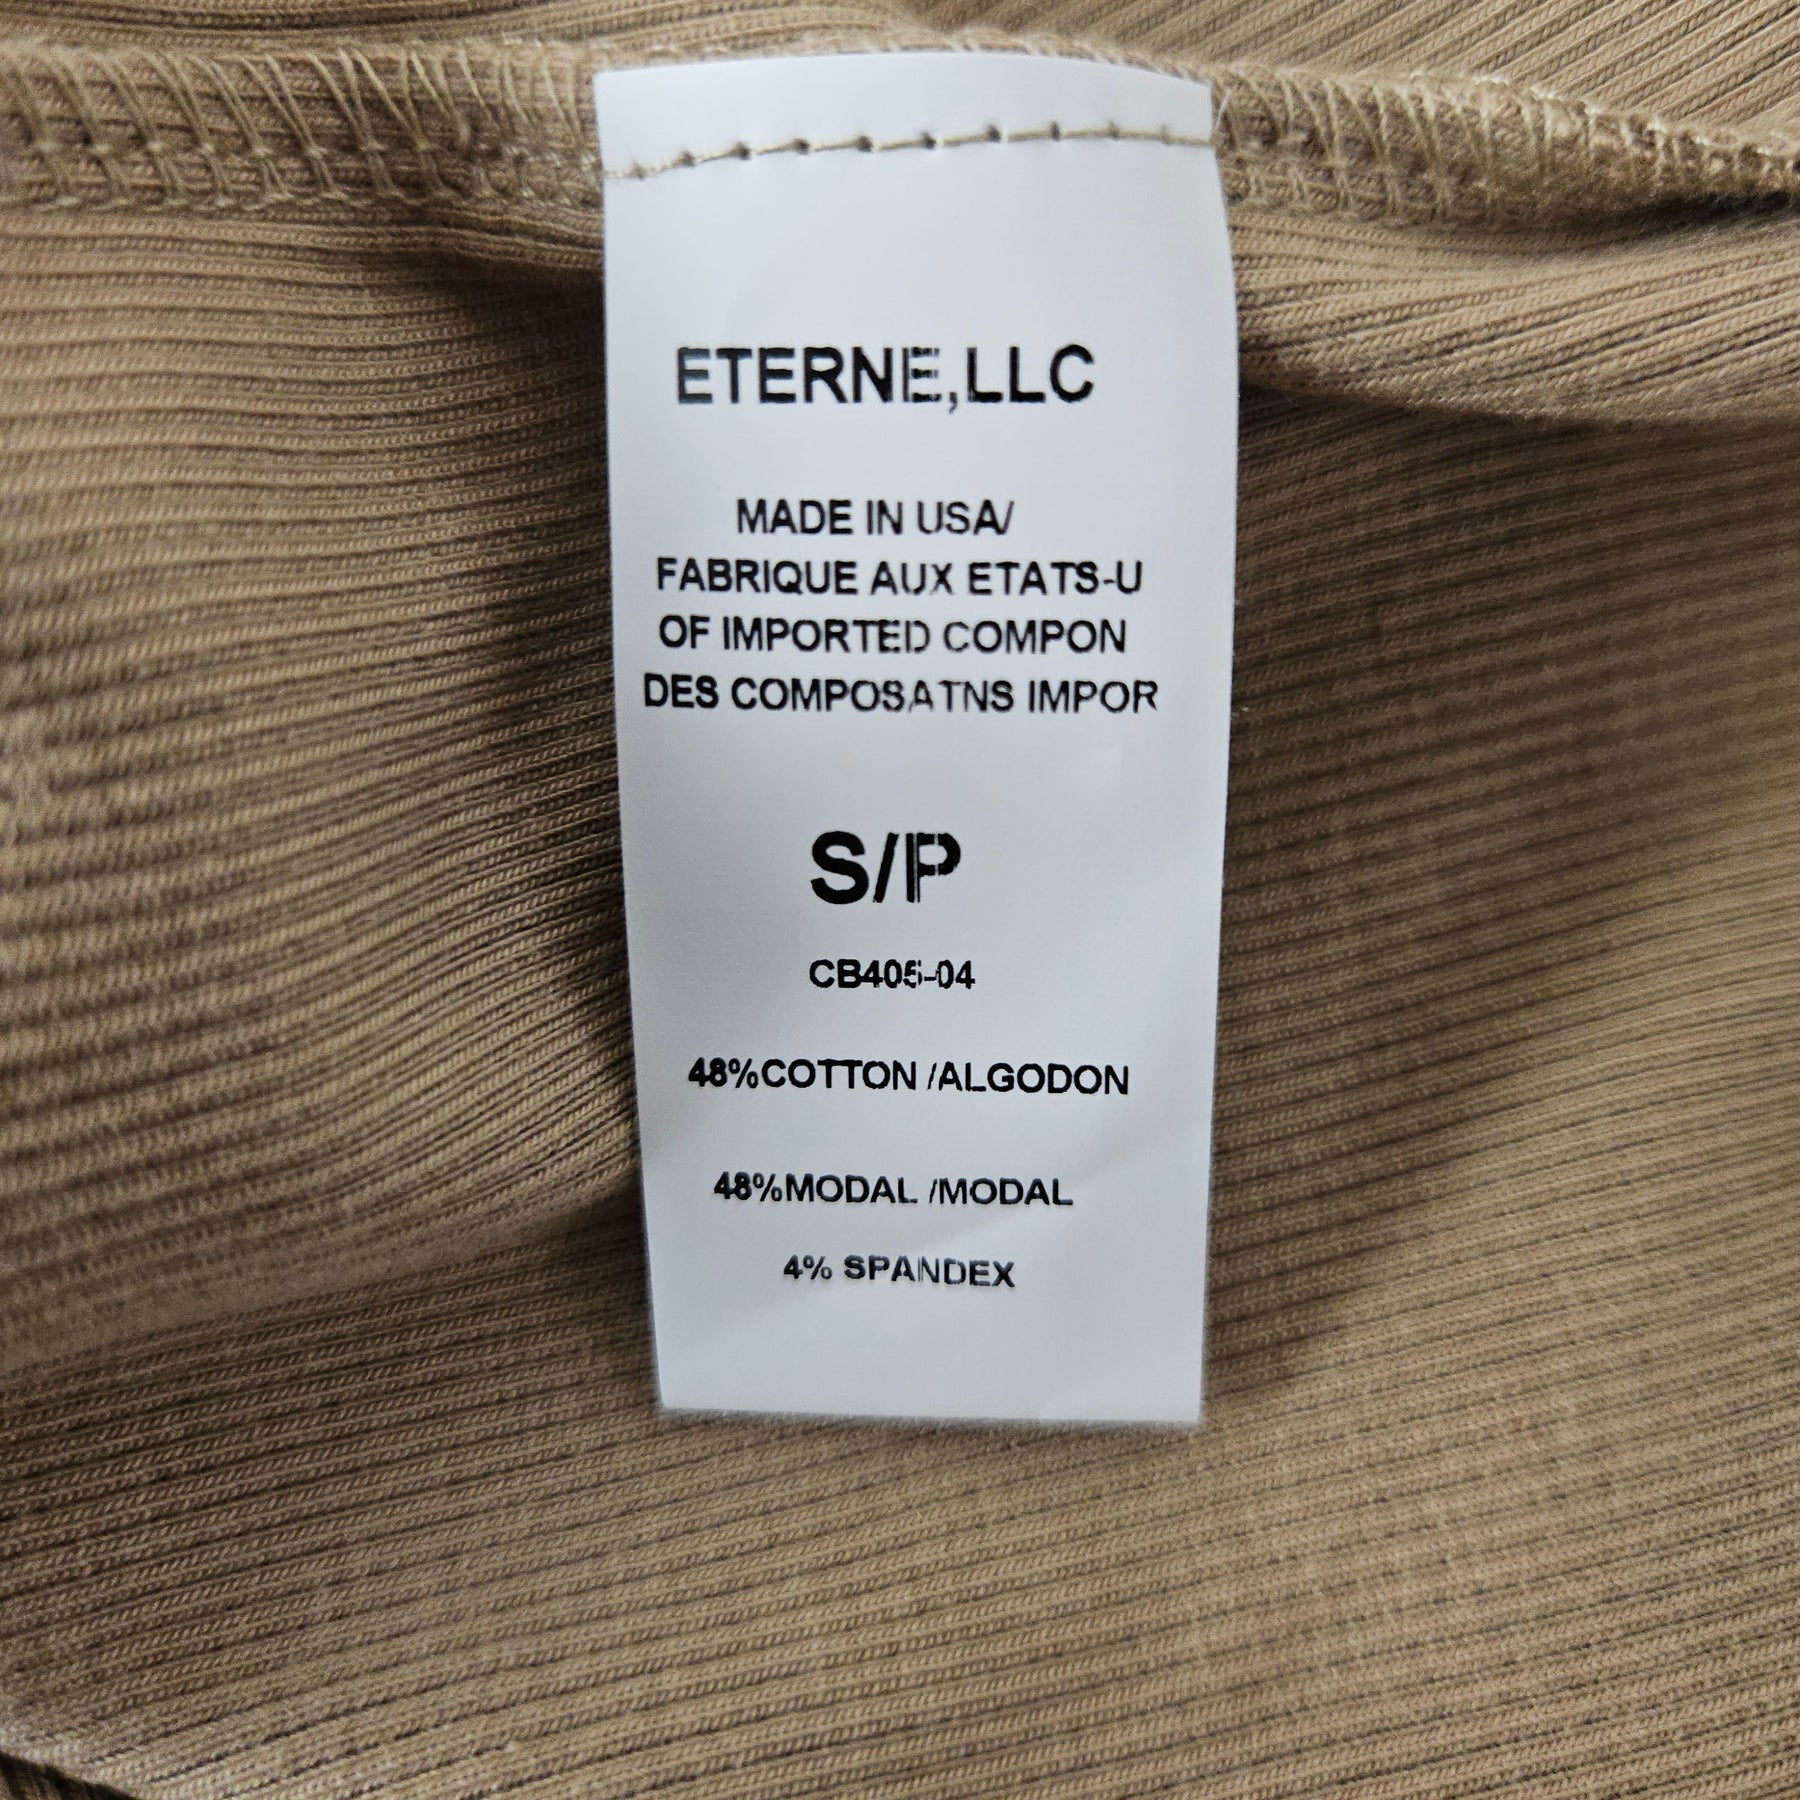 ETERNE,LLC
MADE IN USA/
FABRIQUE AUX ETATS-U
OF IMPORTED COMPON
DES COMPOSATNS IMPOR
S/P
CB405-04
48%COTTON /ALGODON
48%MODAL /MODAL
4% SPANDEX